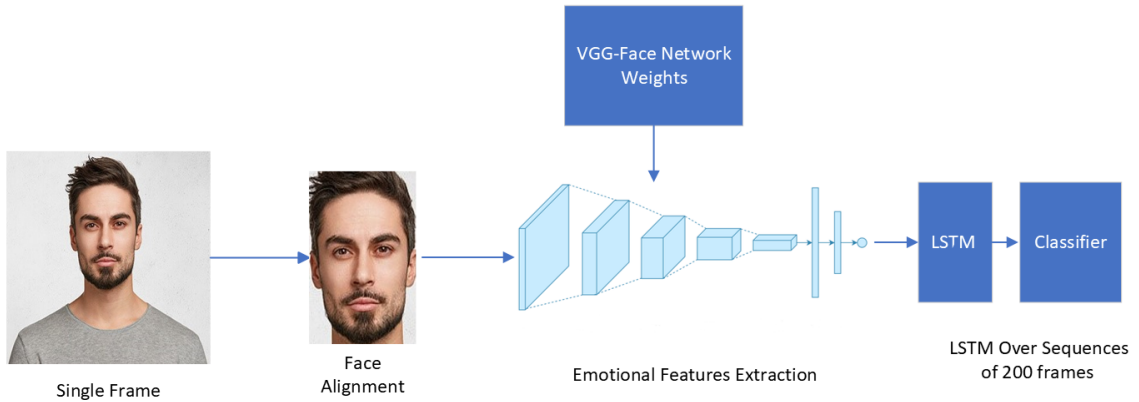 VGG-Face Network
Weights
LSTM
Classifier
Single Frame
Face
Alignment
Emotional Features Extraction
LSTM Over Sequences
of 200 frames